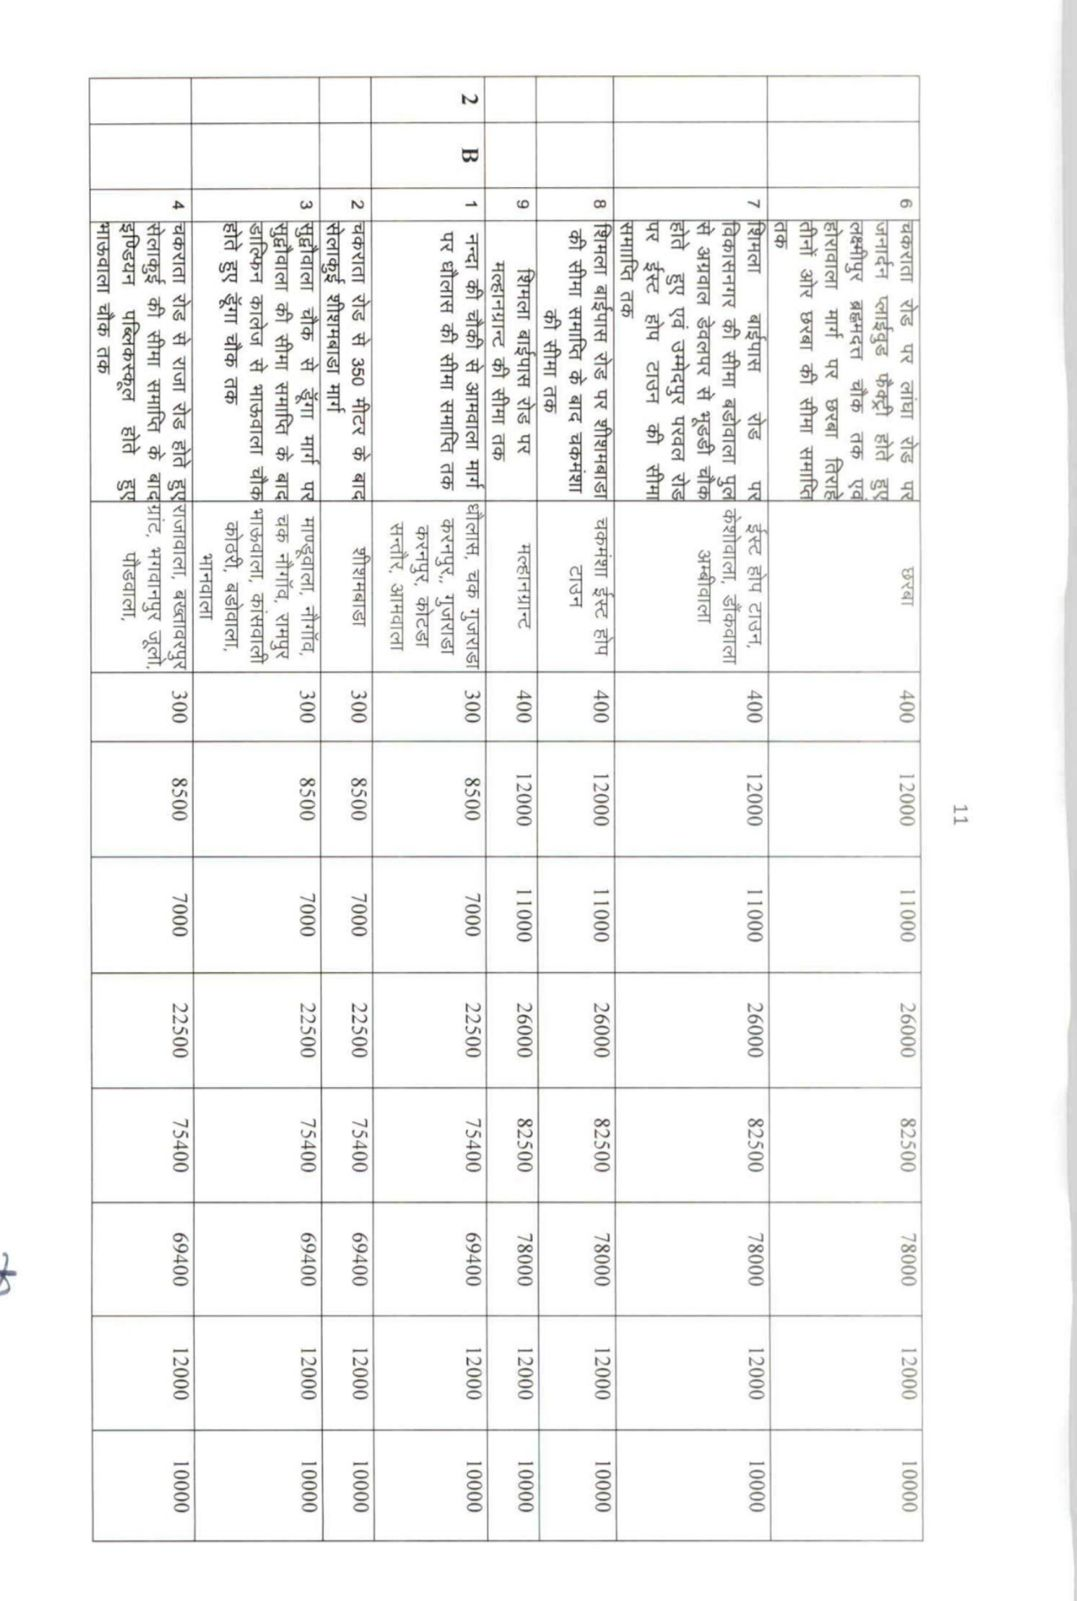 11
6 चकराता रोड पर लांघा रोड पर छरबा 400 12000 11000 26000 82500 78000 12000 10000
जनार्दन प्लाईवुड फैक्ट्री होते हुए
लक्ष्मीपुर ब्रह्मदत्त चौक तक एवं
होरावाला मार्ग पर छरबा तिराहे
तीनों ओर छरबा की सीमा समाप्ति
तक
7 शिमला बाईपास रोड पर ईस्ट होप टाउन, 400 12000 11000 26000 82500 78000 12000 10000
विकासनगर की सीमा बडोवाला पुल केशोवाला, डाँकवाला
से अग्रवाल डेवलपर से भूडडी चौक अम्बीवाला
होते हुए एवं उम्मेदपुर परवल रोड
पर ईस्ट होप टाउन की सीमा
समाप्ति तक
8 शिमला बाईपास रोड पर शीशमबाडा चकमंशा ईस्ट होप 400 12000 11000 26000 82500 78000 12000 10000
की सीमा समाप्ति के बाद चकमंशा टाउन
की सीमा तक
9 शिमला बाईपास रोड पर मल्हानग्रान्ट 400 12000 11000 26000 82500 78000 12000 10000
मल्हानग्रान्ट की सीमा तक
2 B 1 नन्दा की चौकी से आमवाला मार्ग धौलास, चक गुजराडा 300 8500 7000 22500 75400 69400 12000 10000
पर धौलास की सीमा समाप्ति तक करनपुर,, गुजराडा
करनपुर, कोटडा
सन्तौर, आमवाला
2 चकराता रोड से 350 मीटर के बाद शीशमबाडा 300 8500 7000 22500 75400 69400 12000 10000
सेलाकुई शीशमबाडा मार्ग
3 सुद्दोवाला चौक से डूँगा मार्ग पर माण्डूवाला, नौगॉव, 300 8500 7000 22500 75400 69400 12000 10000
सुद्दौवाला की सीमा समाप्ति के बाद चक नौगॉव, रामपुर
डाल्फिन कालेज से भाऊवाला चौक भाऊवाला, कांसवाली
होते हुए डूँगा चौक तक कोठरी, बडोवाला,
भानवाला
4 चकराता रोड से राजा रोड होते हुए राजावाला, बख्तावरपुर 300 8500 7000 22500 75400 69400 12000 10000
सेलाकुई की सीमा समाप्ति के बाद ग्रांट, भगवानपुर जूलो,
इण्डियन पब्लिकस्कूल होते हुए पौडवाला,
भाऊवाला चौक तक